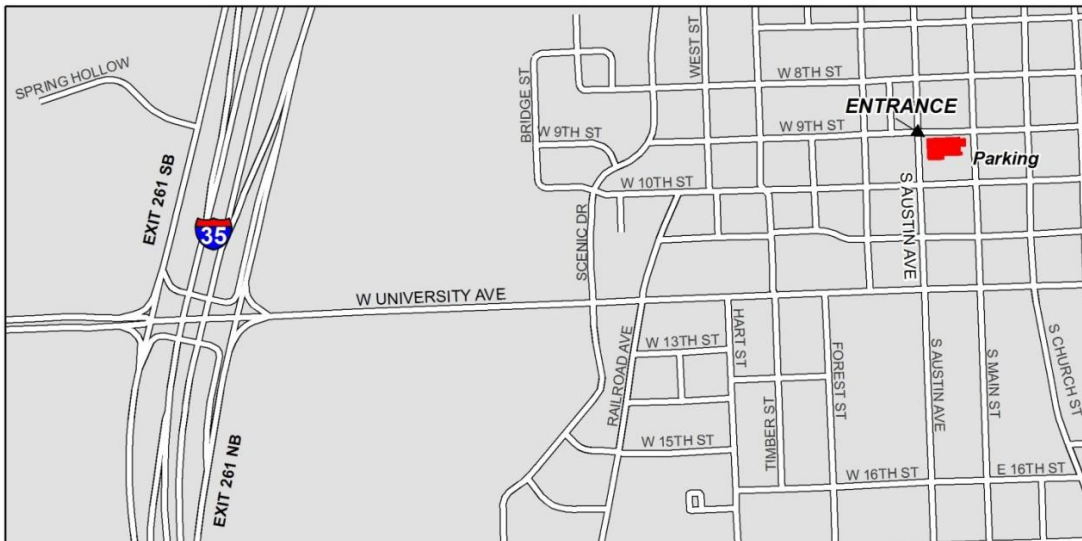 SPRING HOLLOW
EXIT 261 SB
35
EXIT 261 NB
W UNIVERSITY AVE
BRIDGE ST
W 9TH ST
W 10TH ST
SCENIC DR
WEST ST
W 8TH ST
ENTRANCE
W 9TH ST
Parking
S AUSTIN AVE
RAILROAD AVE
W 13TH ST
HART ST
W 15TH ST
TIMBER ST
FOREST ST
S AUSTIN AVE
S MAIN ST
S CHURCH ST
W 16TH ST
E 16TH ST